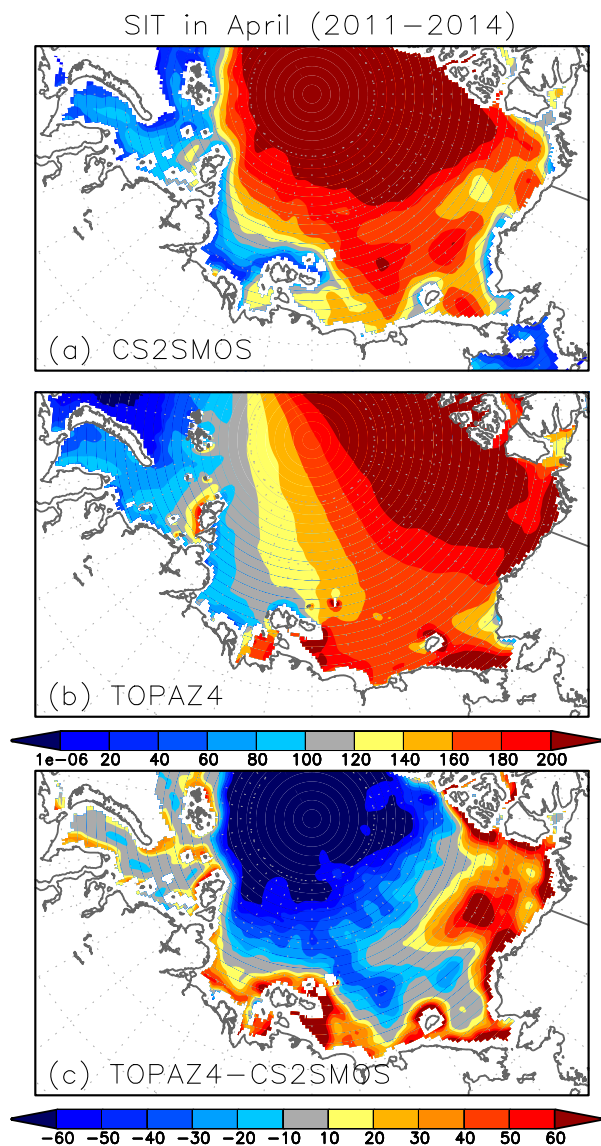 SIT in April (2011−2014)
(a) CS2SMOS
(b) TOPAZ4
1e−06 20 40 60 80 100 120 140 160 180 200
(c) TOPAZ4−CS2SMOS
−60 −50 −40 −30 −20 −10 10 20 30 40 50 60